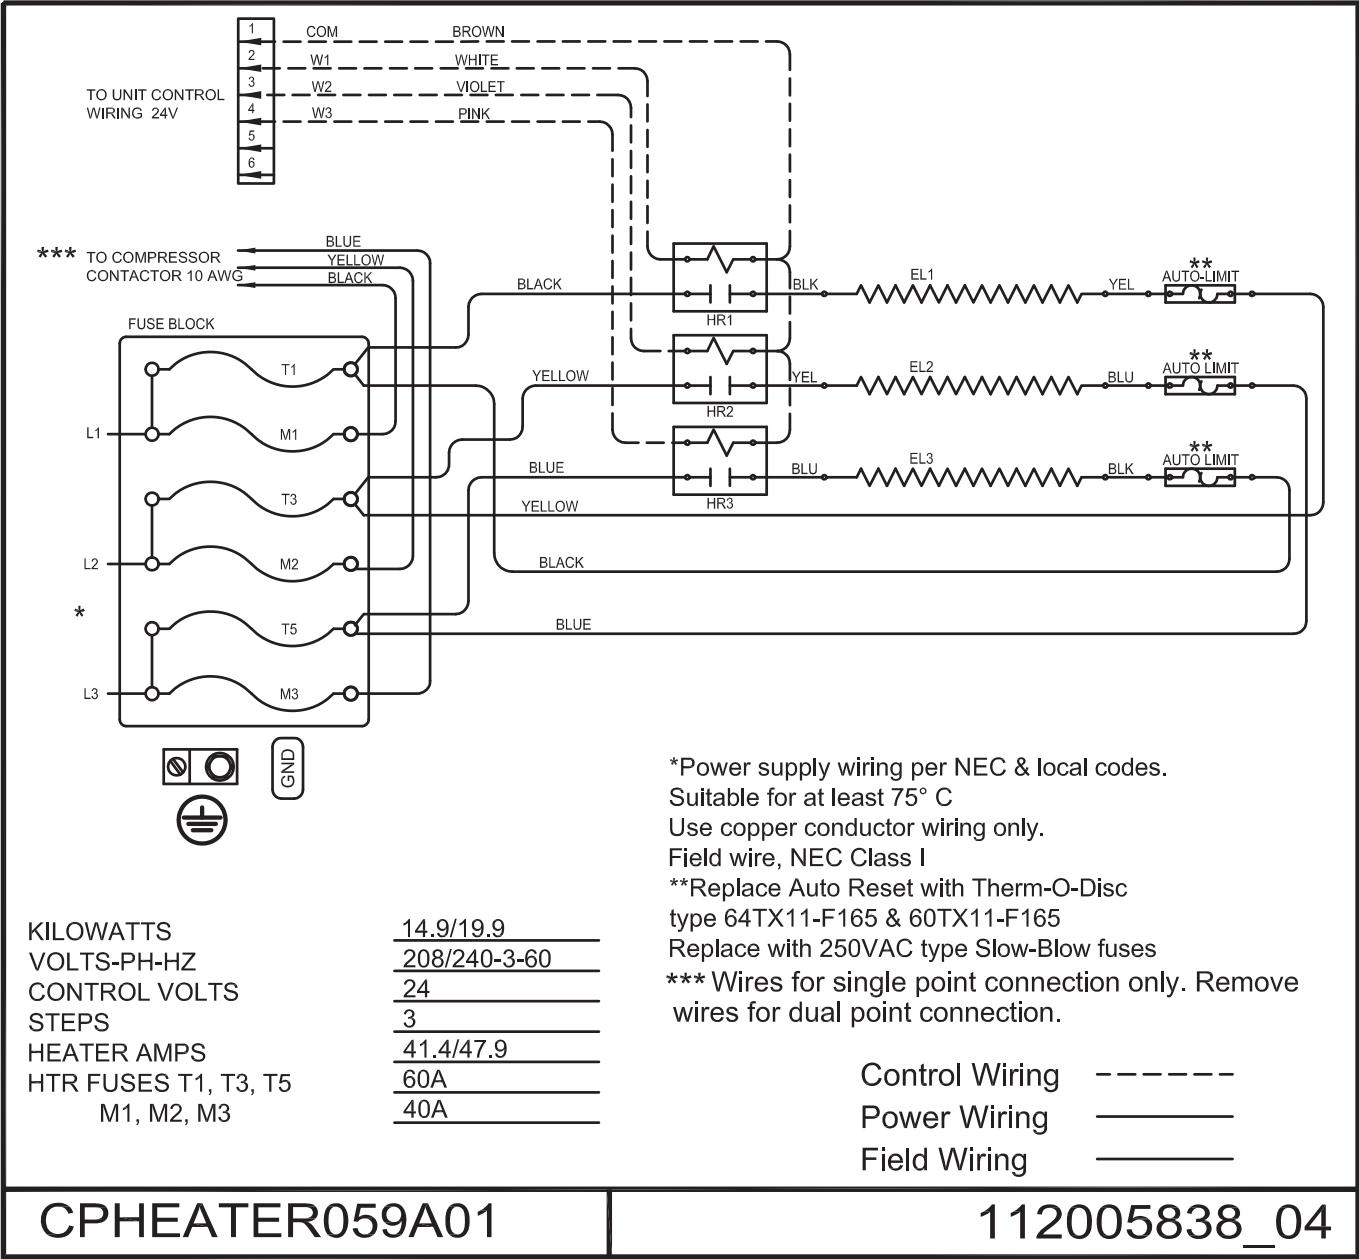 1 COM BROWN
2 W1 WHITE
3 W2 VIOLET
4 W3 PINK
5
6
TO UNIT CONTROL
WIRING 24V
*** TO COMPRESSOR
CONTACTOR 10 AWG
BLUE
YELLOW
BLACK
FUSE BLOCK
T1
L1 M1
T3
L2 M2
*
T5
L3 M3
GND
BLACK HR1 BLK EL1 YEL
**
AUTO-LIMIT
YELLOW HR2 YEL EL2 BLU
**
AUTO LIMIT
BLUE HR3 BLU EL3 BLK
**
AUTO LIMIT
YELLOW
BLACK
BLUE
*Power supply wiring per NEC & local codes.
Suitable for at least 75° C
Use copper conductor wiring only.
Field wire, NEC Class I
**Replace Auto Reset with Therm-O-Disc
type 64TX11-F165 & 60TX11-F165
Replace with 250VAC type Slow-Blow fuses
*** Wires for single point connection only. Remove
wires for dual point connection.
KILOWATTS 14.9/19.9
VOLTS-PH-HZ 208/240-3-60
CONTROL VOLTS 24
STEPS 3
HEATER AMPS 41.4/47.9
HTR FUSES T1, T3, T5 60A
M1, M2, M3 40A
Control Wiring
Power Wiring
Field Wiring
CPHEATER059A01
112005838_04